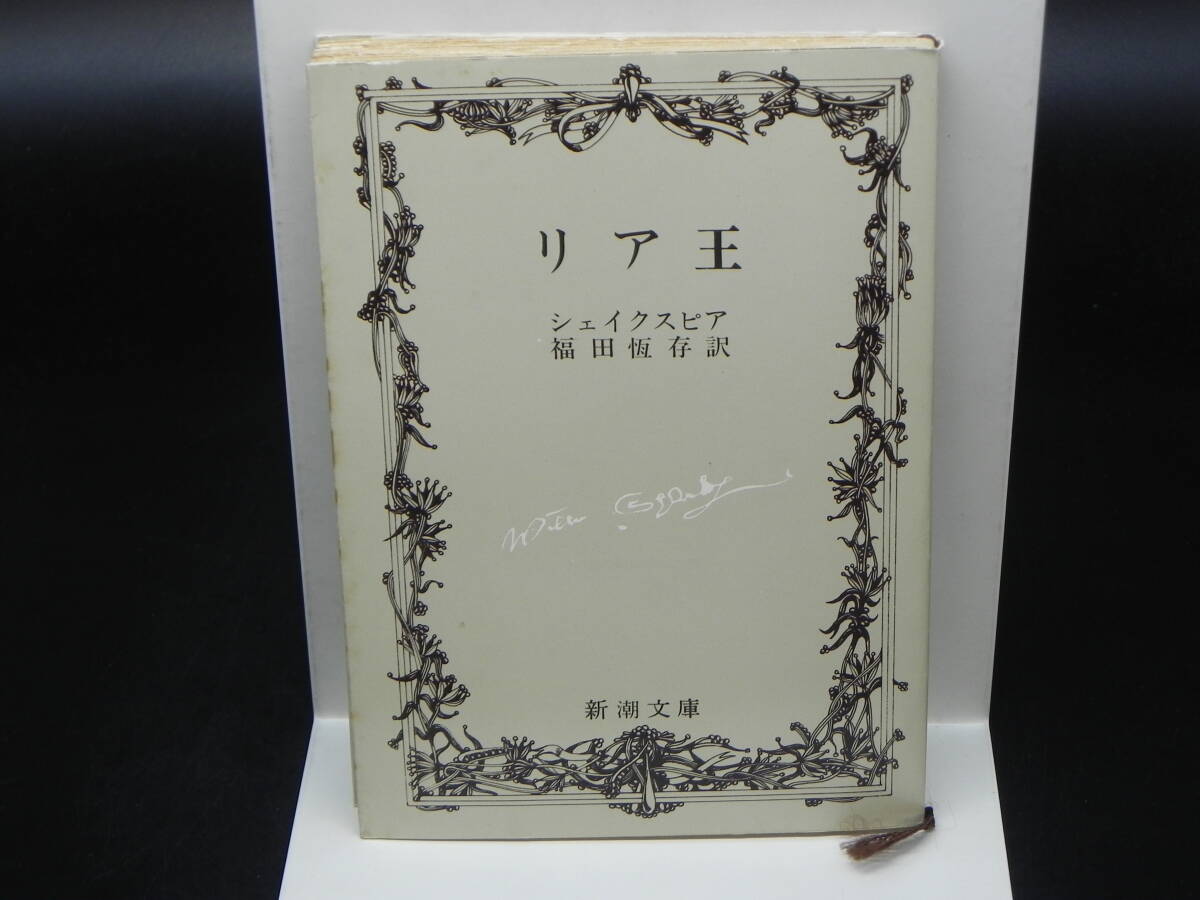 リア王
シェイクスピア
福田恆存訳
新潮文庫